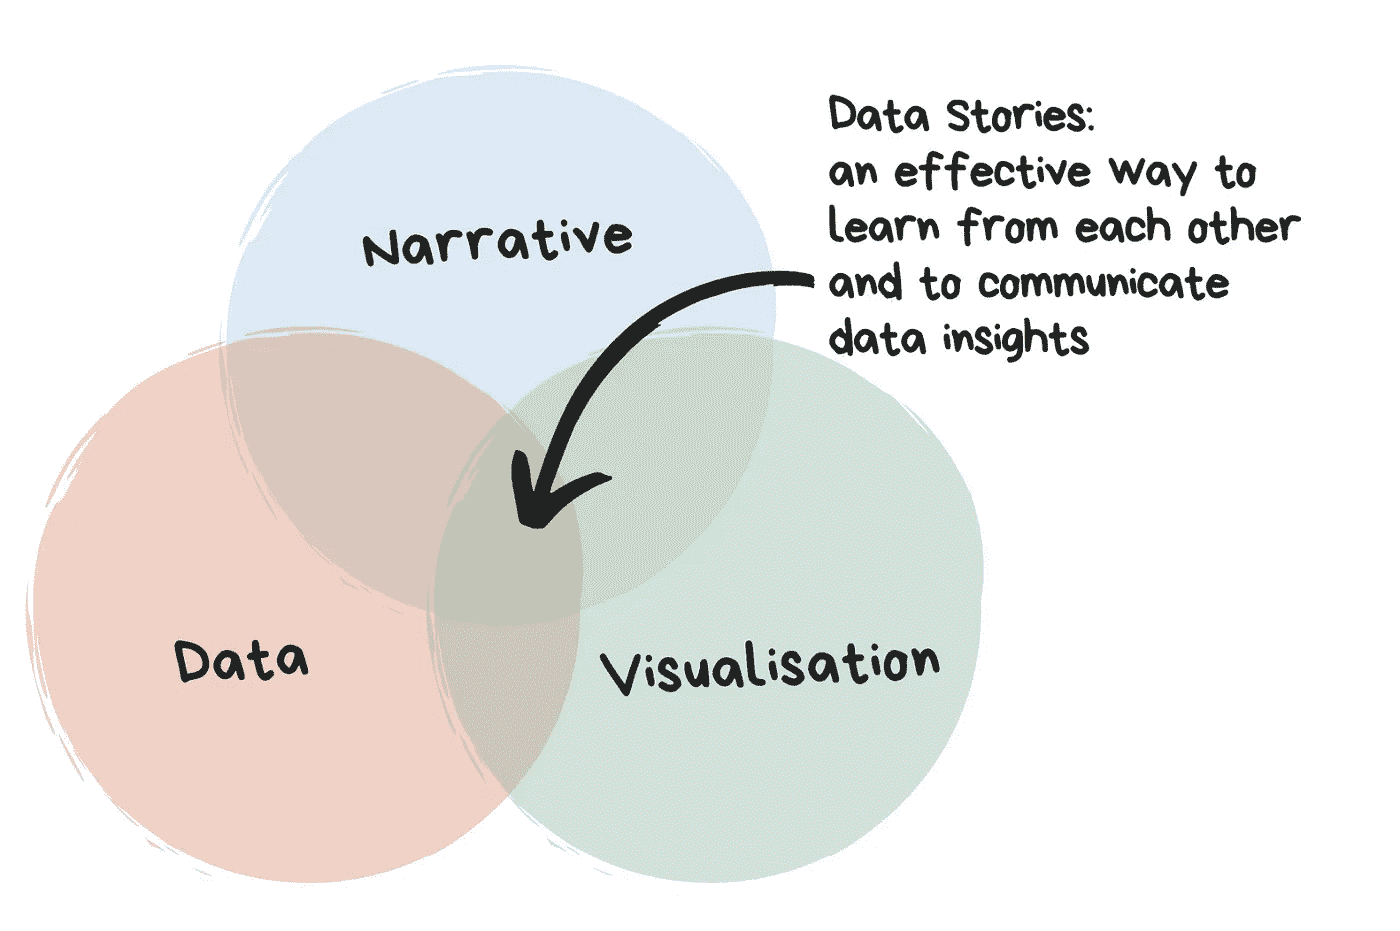 Data Stories:
an effective way to
learn from each other
and to communicate
data insights
Narrative
Data
Visualisation